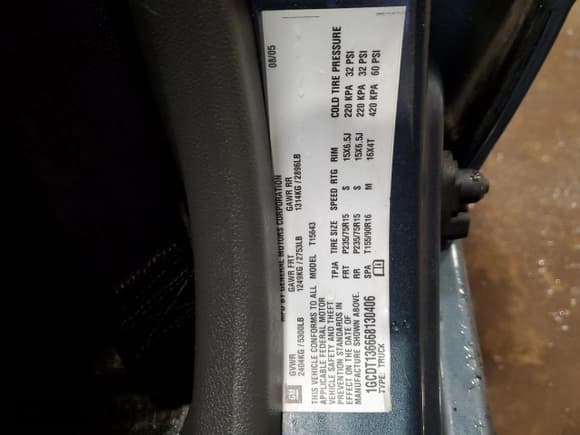 MFD BY GENERAL MOTORS CORPORATION
08/05
GM
GVWR GAWR FRT GAWR RR
2404KG / 5300LB 1249KG / 2753LB 1314KG / 2896LB
THIS VEHICLE CONFORMS TO ALL
APPLICABLE FEDERAL MOTOR
VEHICLE SAFETY AND THEFT
PREVENTION STANDARDS IN
EFFECT ON THE DATE OF
MANUFACTURE SHOWN ABOVE.
1GCDT136668130406
TYPE: TRUCK
MODEL: T15643
TPJA TIRE SIZE SPEED RTG RIM COLD TIRE PRESSURE
FRT P235/75R15 S 15X6.5J 220 KPA 32 PSI
RR P235/75R15 S 15X6.5J 220 KPA 32 PSI
SPA T155/90R16 M 16X4T 420 KPA 60 PSI